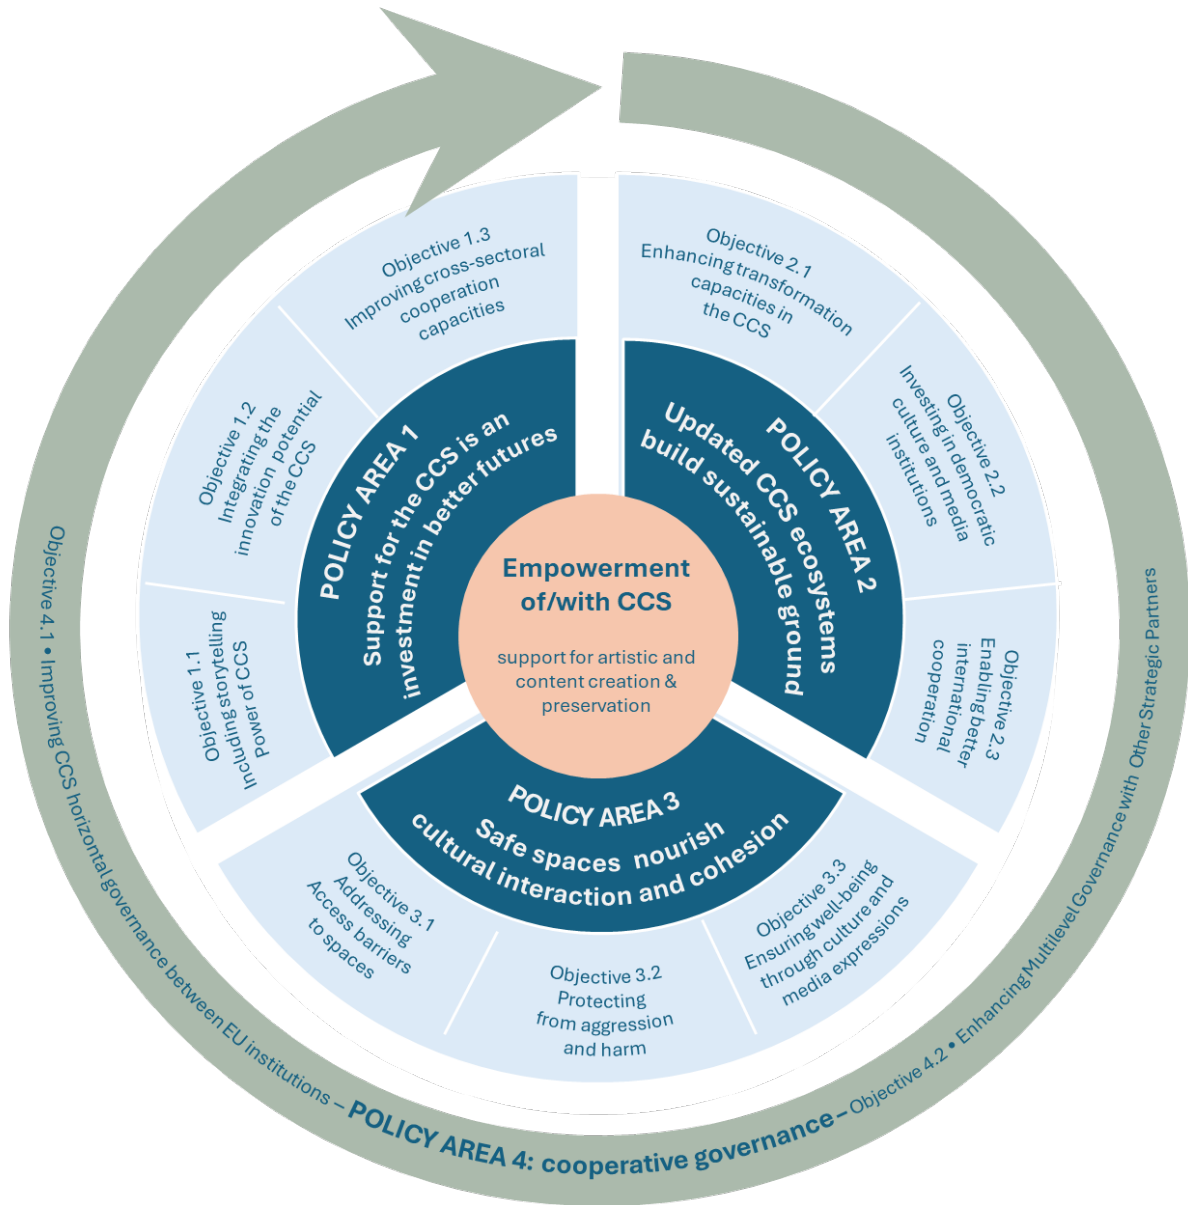 Objective 1.3
Improving cross-sectoral
cooperation
capacities
Objective 2.1
Enhancing transformation
capacities in
the CCS
Objective 1.2
Integrating the
innovation potential
of the CCS
Objective 2.2
Investing in democratic
culture and media
institutions
POLICY AREA 1
Support for the CCS is an
investment in better futures
POLICY AREA 2
Updated CCS ecosystems
build sustainable ground
Empowerment
of/with CCS
support for artistic and
content creation &
preservation
Objective 1.1
Including storytelling
Power of CCS
Objective 2.3
Enabling better
international
cooperation
POLICY AREA 3
Safe spaces nourish
cultural interaction and cohesion
Objective 3.1
Addressing
Access barriers
to spaces
Objective 3.2
Protecting
from aggression
and harm
Objective 3.3
Ensuring well-being
through culture and
media expressions
Objective 4.1 • Improving CCS horizontal governance between EU institutions – POLICY AREA 4: cooperative governance – Objective 4.2 • Enhancing Multilevel Governance with Other Strategic Partners